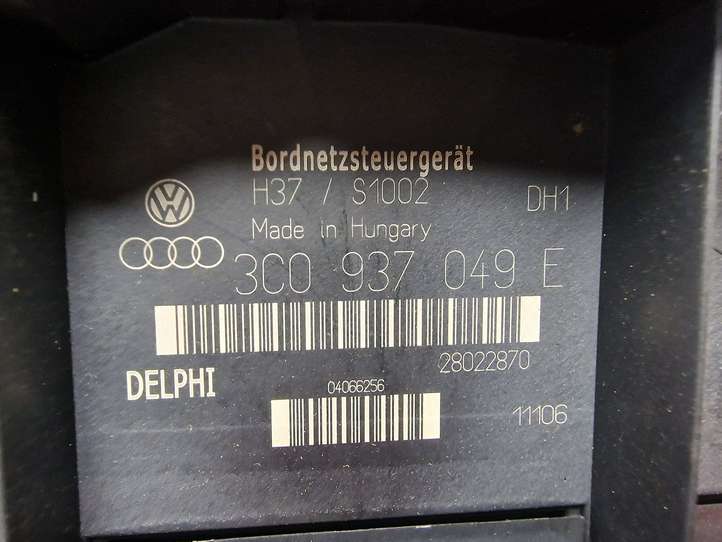 Bordnetzsteuergerät
H37 / S1002
DH1
Made in Hungary
3C0 937 049 E
28022870
DELPHI
04066256
11106